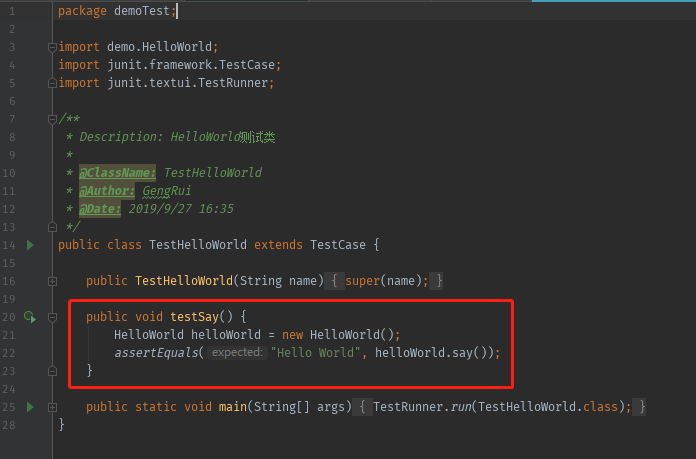 1 package demoTest;
2
3 import demo.HelloWorld;
4 import junit.framework.TestCase;
5 import junit.textui.TestRunner;
6
7 /**
8 * Description: HelloWorld测试类
9 *
10 * @ClassName: TestHelloWorld
11 * @Author: GengRui
12 * @Date: 2019/9/27 16:35
13 */
14 public class TestHelloWorld extends TestCase {
15
16 public TestHelloWorld(String name) { super(name); }
19
20 public void testSay() {
21 HelloWorld helloWorld = new HelloWorld();
22 assertEquals( expected: "Hello World", helloWorld.say());
23 }
24
25 public static void main(String[] args) { TestRunner.run(TestHelloWorld.class); }
28 }